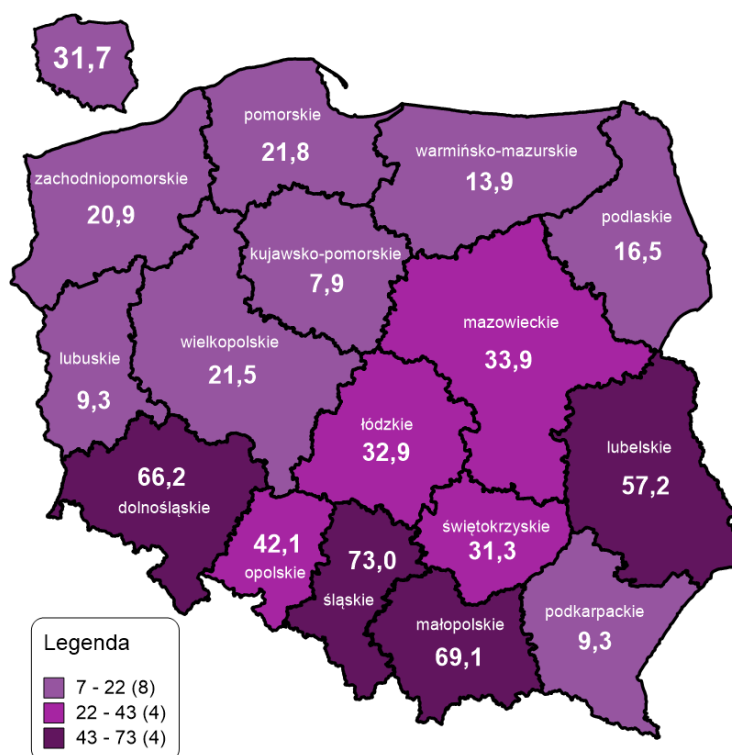 31,7
pomorskie
21,8
warmińsko-mazurskie
13,9
zachodniopomorskie
20,9
podlaskie
16,5
kujawsko-pomorskie
7,9
mazowieckie
33,9
wielkopolskie
21,5
lubuskie
9,3
łódzkie
32,9
lubelskie
57,2
66,2
dolnośląskie
świętokrzyskie
31,3
42,1
opolskie
73,0
śląskie
małopolskie
69,1
podkarpackie
9,3
Legenda
7 - 22 (8)
22 - 43 (4)
43 - 73 (4)